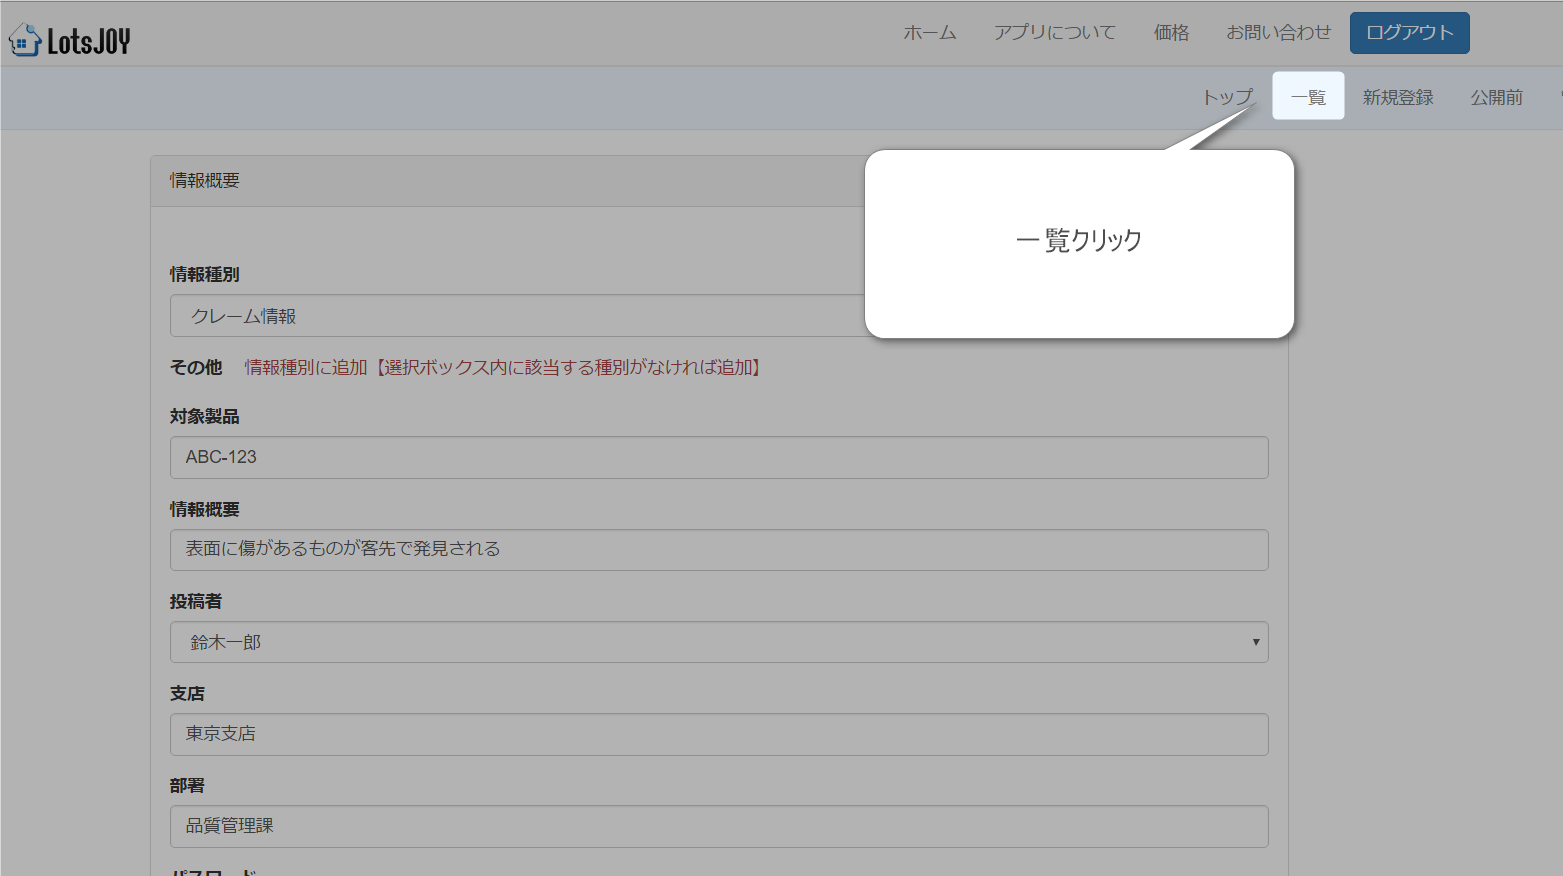 LotsJOY
ホーム アプリについて 価格 お問い合わせ ログアウト
トップ 一覧 新規登録 公開前
情報概要
一覧クリック
情報種別
クレーム情報
その他 情報種別に追加【選択ボックス内に該当する種別がなければ追加】
対象製品
ABC-123
情報概要
表面に傷があるものが客先で発見される
投稿者
鈴木一郎
支店
東京支店
部署
品質管理課
パスワード